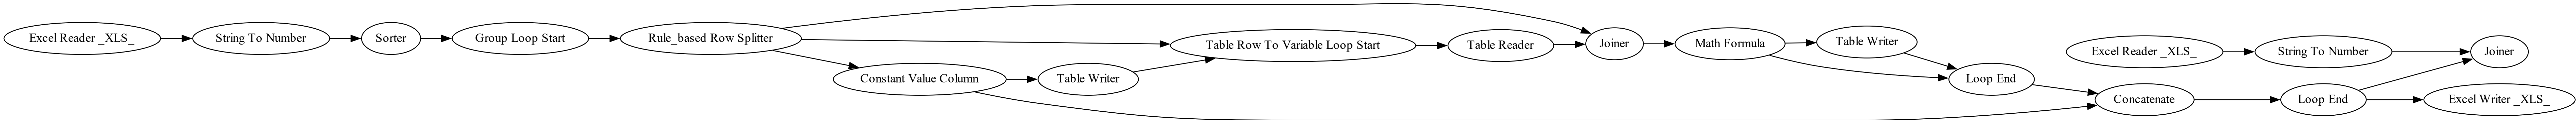 Excel Reader _XLS_
String To Number
Sorter
Group Loop Start
Rule_based Row Splitter
Table Row To Variable Loop Start
Table Reader
Joiner
Math Formula
Table Writer
Constant Value Column
Table Writer
Loop End
Excel Reader _XLS_
String To Number
Joiner
Concatenate
Loop End
Excel Writer _XLS_